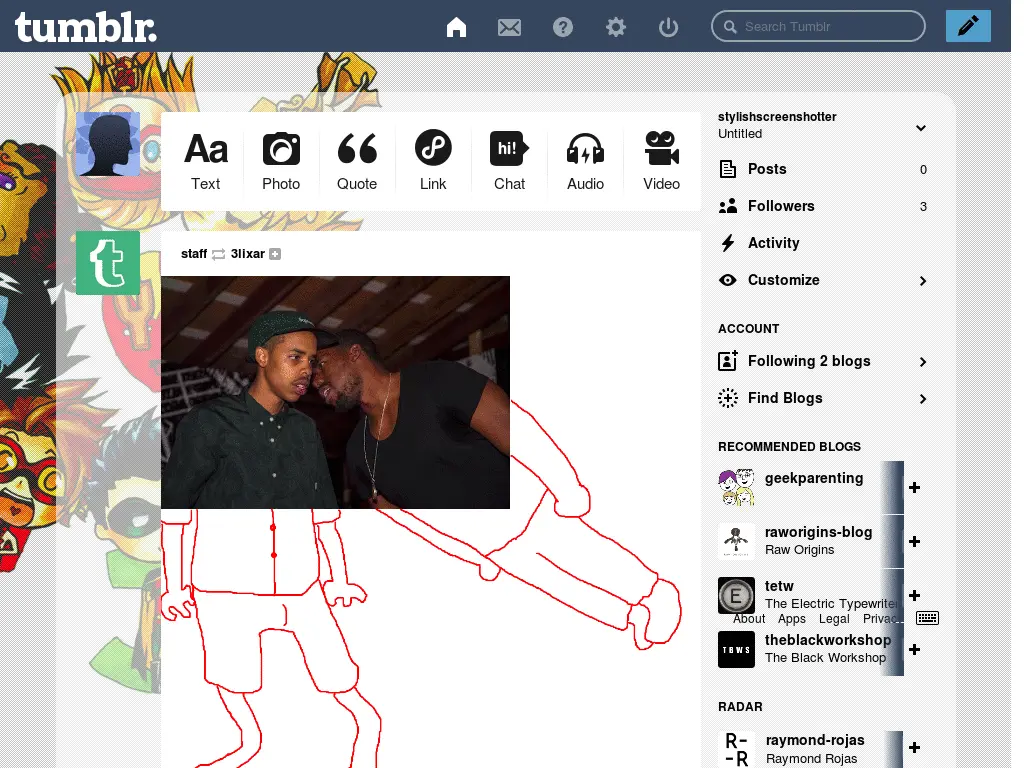 tumblr.
Search Tumblr
Aa
Text
Photo
Quote
Link
hi!
Chat
Audio
Video
stylishscreenshotter
Untitled
Posts 0
Followers 3
Activity
Customize
ACCOUNT
Following 2 blogs
Find Blogs
RECOMMENDED BLOGS
geekparenting
raworigins-blog
Raw Origins
E
tetw
The Electric Typewriter
About Apps Legal Privac
TBWS
theblackworkshop
The Black Workshop
RADAR
R-
-R
raymond-rojas
Raymond Rojas
t
staff 3lixar